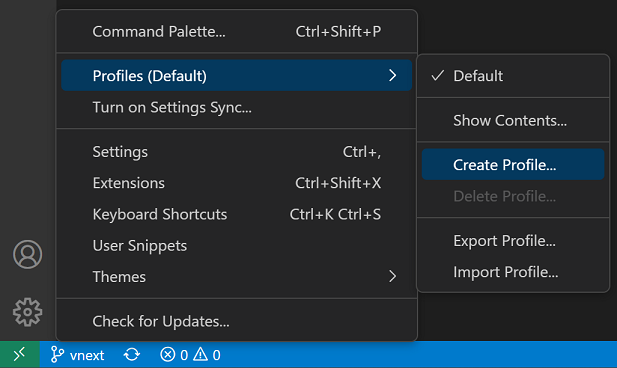 Command Palette... Ctrl+Shift+P
Profiles (Default)
Turn on Settings Sync...
Settings Ctrl+,
Extensions Ctrl+Shift+X
Keyboard Shortcuts Ctrl+K Ctrl+S
User Snippets
Themes
Check for Updates...
Default
Show Contents...
Create Profile...
Delete Profile...
Export Profile...
Import Profile...
vnext 0 0